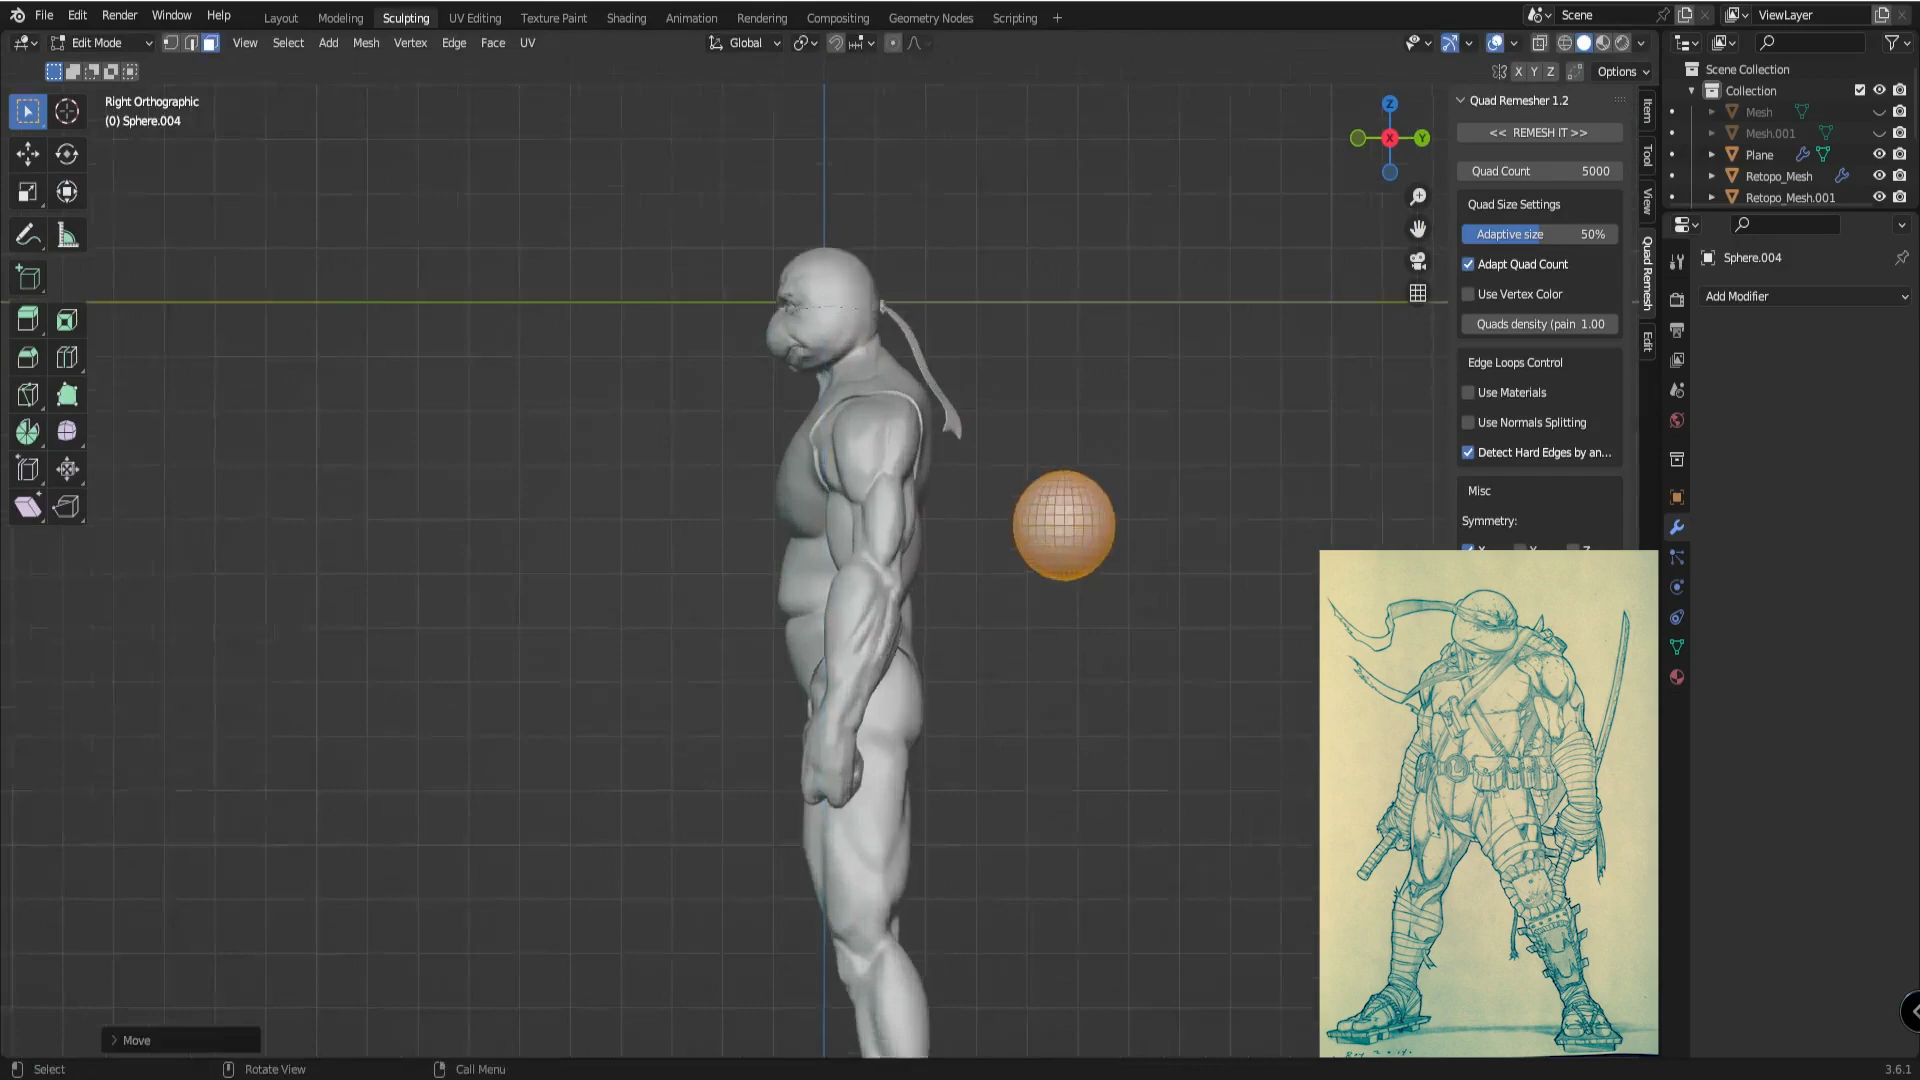 File Edit Render Window Help Layout Modeling Sculpting UV Editing Texture Paint Shading Animation Rendering Compositing Geometry Nodes Scripting Scene ViewLayer
Edit Mode View Select Add Mesh Vertex Edge Face UV Global
X Y Z Options
Right Orthographic
(0) Sphere.004
Z
X
Y
Quad Remesher 1.2
<< REMESH IT >>
Quad Count 5000
Quad Size Settings
Adaptive size 50%
Adapt Quad Count
Use Vertex Color
Quads density (pain 1.00
Edge Loops Control
Use Materials
Use Normals Splitting
Detect Hard Edges by an...
Misc
Symmetry:
Item
Tool
View
Quad Remesh
Edit
Scene Collection
Collection
Mesh
Mesh.001
Plane
Retopo_Mesh
Retopo_Mesh.001
Sphere.004
Add Modifier
Move
Select Rotate View Call Menu 3.6.1